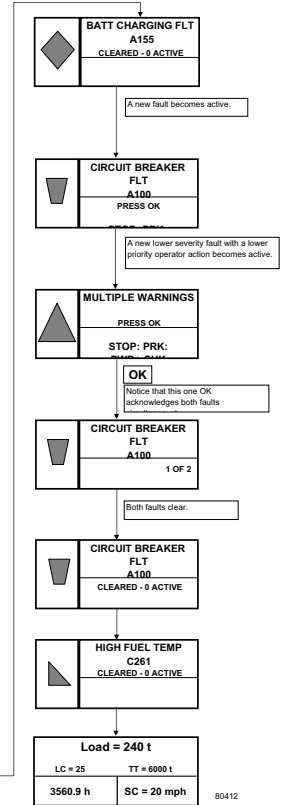 BATT CHARGING FLT
A155
CLEARED - 0 ACTIVE
A new fault becomes active.
CIRCUIT BREAKER
FLT
A100
PRESS OK
A new lower severity fault with a lower
priority operator action becomes active.
MULTIPLE WARNINGS
PRESS OK
STOP: PRK:
OK
Notice that this one OK
acknowledges both faults
CIRCUIT BREAKER
FLT
A100
1 OF 2
Both faults clear.
CIRCUIT BREAKER
FLT
A100
CLEARED - 0 ACTIVE
HIGH FUEL TEMP
C261
CLEARED - 0 ACTIVE
Load = 240 t
LC = 25 TT = 6000 t
3560.9 h SC = 20 mph
80412